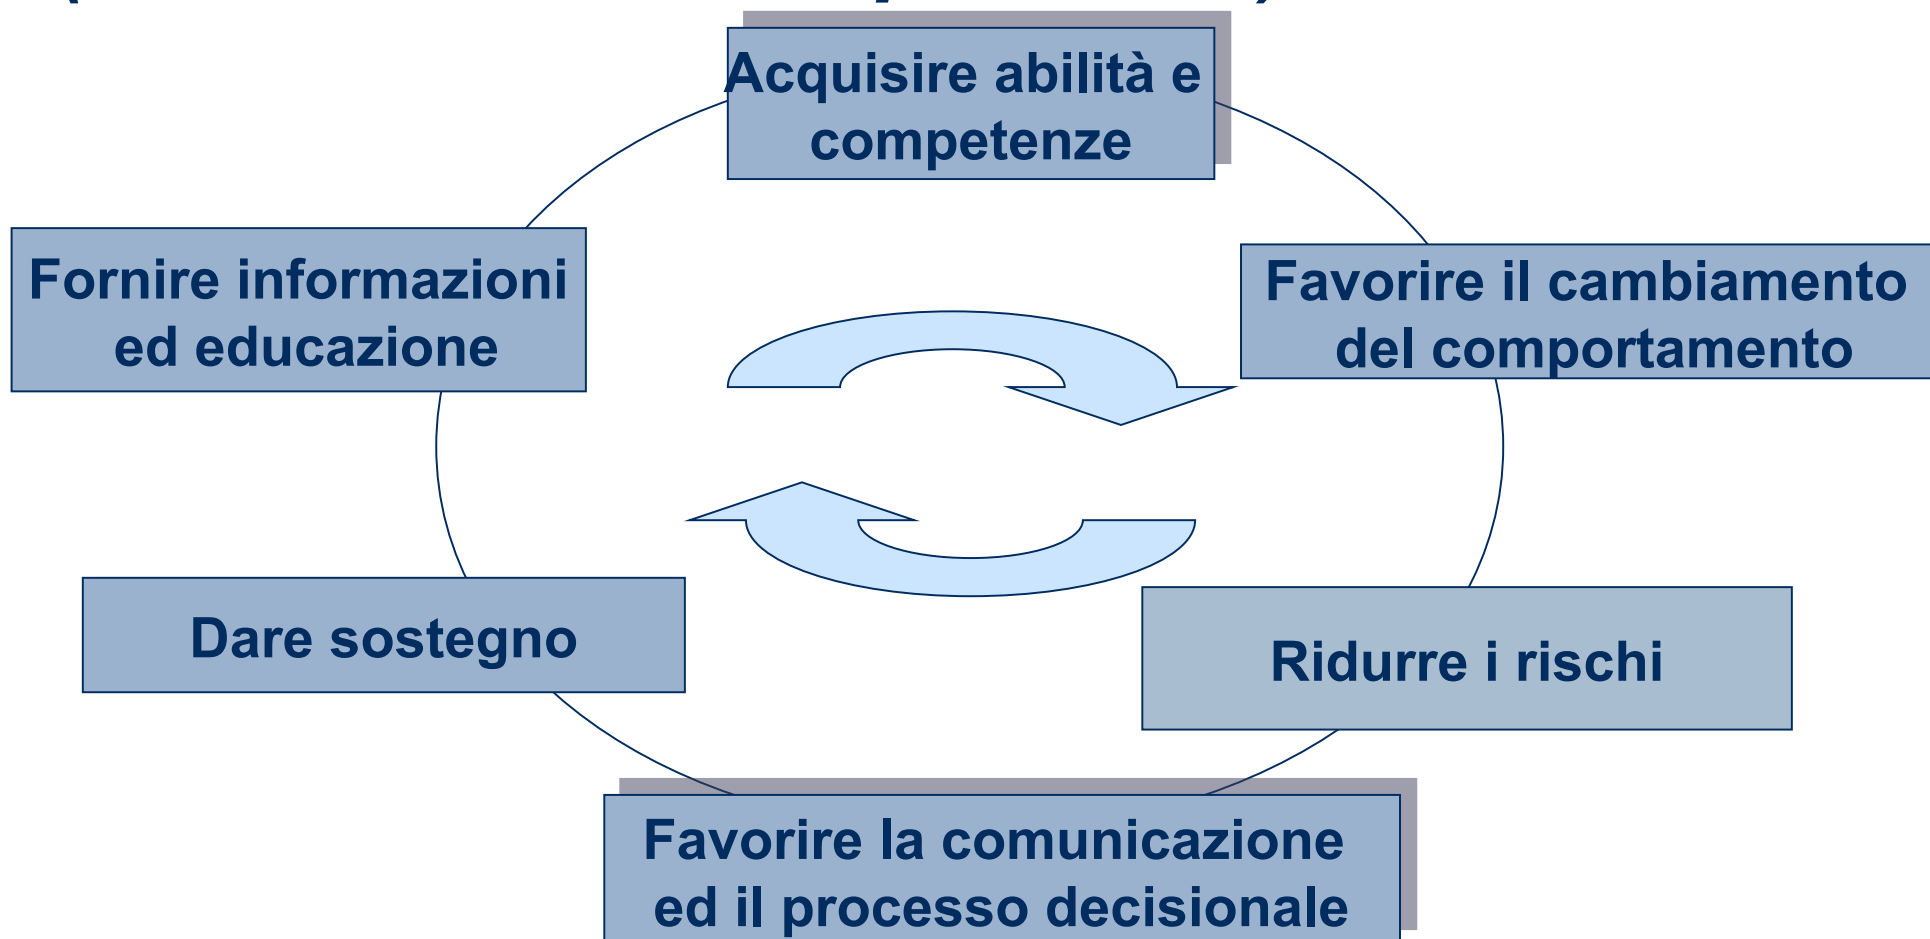 Acquisire abilità e
competenze
Fornire informazioni
ed educazione
Favorire il cambiamento
del comportamento
Dare sostegno
Ridurre i rischi
Favorire la comunicazione
ed il processo decisionale